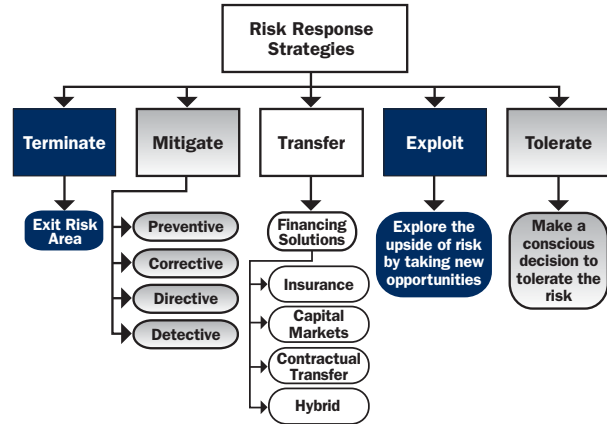 Risk Response
Strategies
Terminate
Mitigate
Transfer
Exploit
Tolerate
Exit Risk
Area
Preventive
Corrective
Directive
Detective
Financing
Solutions
Insurance
Capital
Markets
Contractual
Transfer
Hybrid
Explore the
upside of risk
by taking new
opportunities
Make a
conscious
decision to
tolerate the
risk